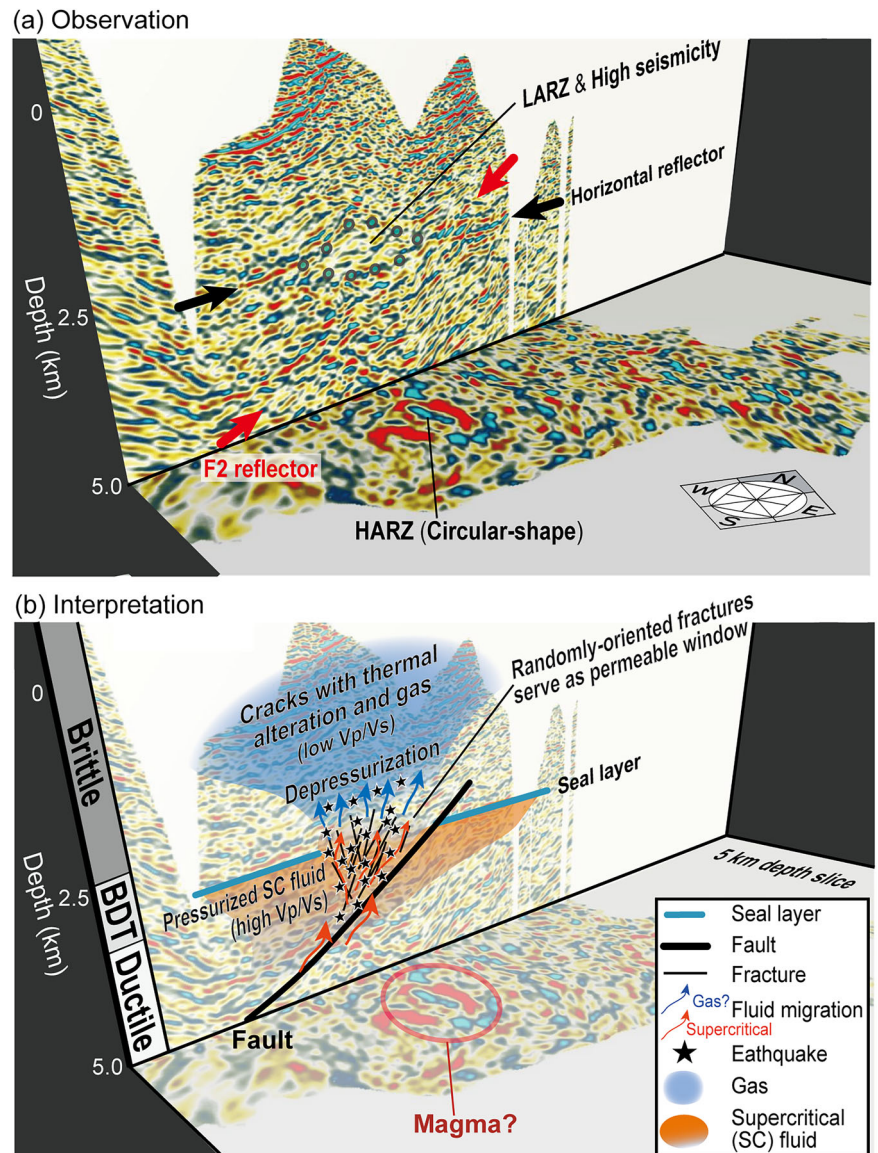 (a) Observation
LARZ & High seismicity
0
Horizontal reflector
Depth (km)
2.5
F2 reflector
5.0
HARZ (Circular-shape)
N
W
E
S
(b) Interpretation
Randomly-oriented fractures
serve as permeable window
0
Cracks with thermal
alteration and gas
(low Vp/Vs)
Brittle
Depressurization
Seal layer
Depth (km)
2.5
Pressurized SC fluid
(high Vp/Vs)
5 km depth slice
BDT
Ductile
5.0
Fault
Magma?
Seal layer
Fault
Fracture
Gas?
Fluid migration
Supercritical
Eathquake
Gas
Supercritical
(SC) fluid